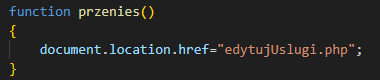 function przenies()
{
    document.location.href="edytujUslugi.php";
}